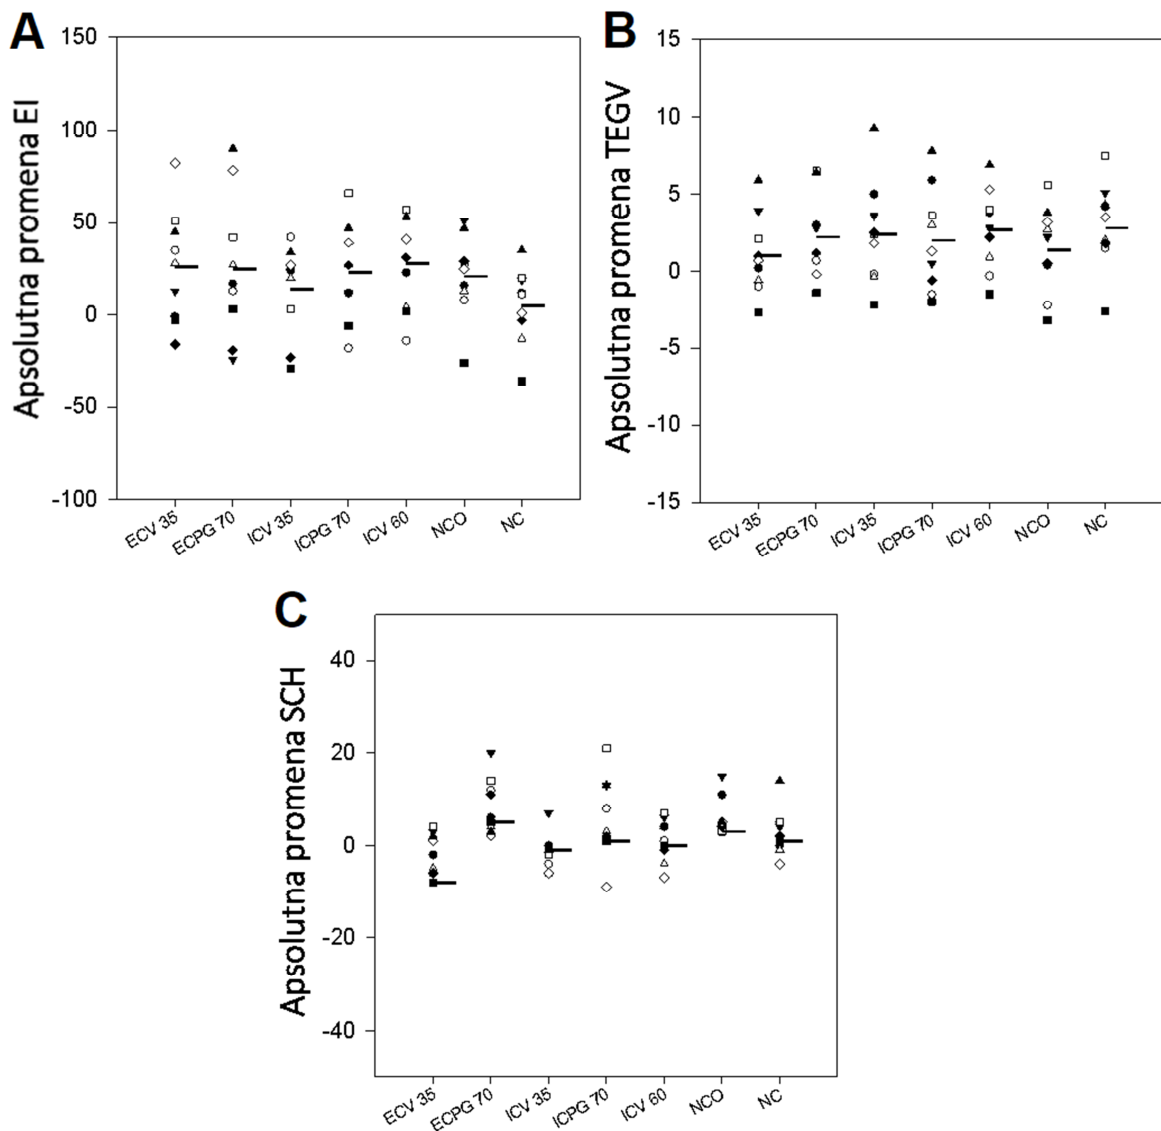 A
Apsolutna promena EI
150
100
50
0
-50
-100
ECV 35
ECPG 70
ICV 35
ICPG 70
ICV 60
NCO
NC
B
Apsolutna promena TEGV
15
10
5
0
-5
-10
-15
ECV 35
ECPG 70
ICV 35
ICPG 70
ICV 60
NCO
NC
C
Apsolutna promena SCH
40
20
0
-20
-40
ECV 35
ECPG 70
ICV 35
ICPG 70
ICV 60
NCO
NC